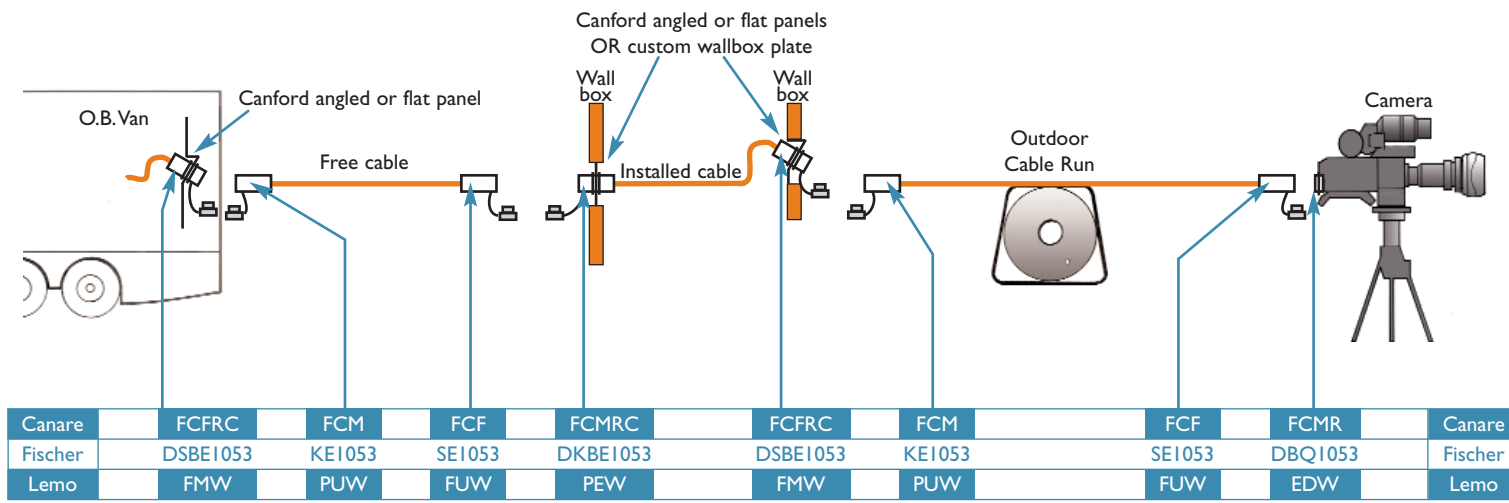 Canford angled or flat panels
OR custom wallbox plate
Wall
box
Wall
box
Canford angled or flat panel
O.B. Van
Camera
Outdoor
Cable Run
Free cable
Installed cable
Canare FCFRC FCM FCF FCMRC FCFRC FCM FCF FCMR Canare
Fischer DSBE1053 KE1053 SE1053 DKBE1053 DSBE1053 KE1053 SE1053 DBQ1053 Fischer
Lemo FMW PUW FUW PEW FMW PUW FUW EDW Lemo